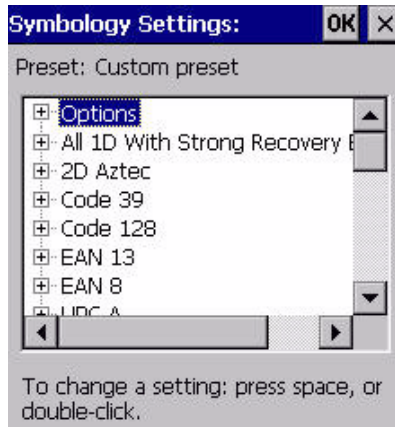 Symbology Settings: OK ×
Preset: Custom preset
Options
All 1D With Strong Recovery
2D Aztec
Code 39
Code 128
EAN 13
EAN 8
UPC A
To change a setting: press space, or
double-click.